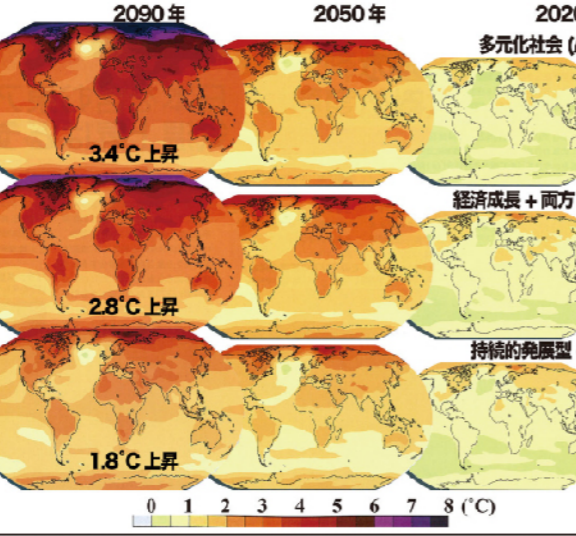 2090年 2050年 2020
多元化社会(
3.4℃上昇
経済成長+両方
2.8℃上昇
持続的発展型
1.8℃上昇
0 1 2 3 4 5 6 7 8 (℃)